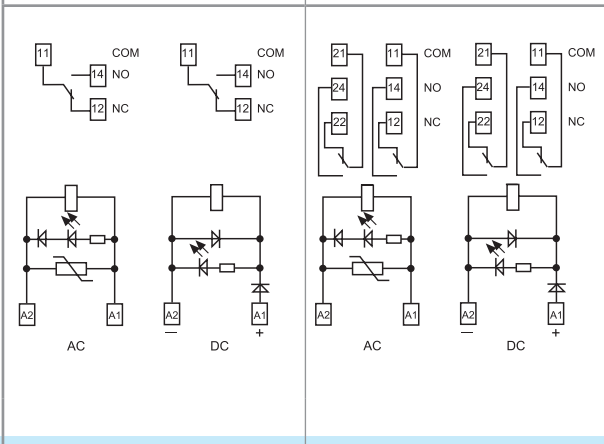 11 COM
14 NO
12 NC
A2 A1
AC
11 COM
14 NO
12 NC
A2 A1
— +
DC
21 11 COM
24 14 NO
22 12 NC
A2 A1
AC
21 11 COM
24 14 NO
22 12 NC
A2 A1
— +
DC